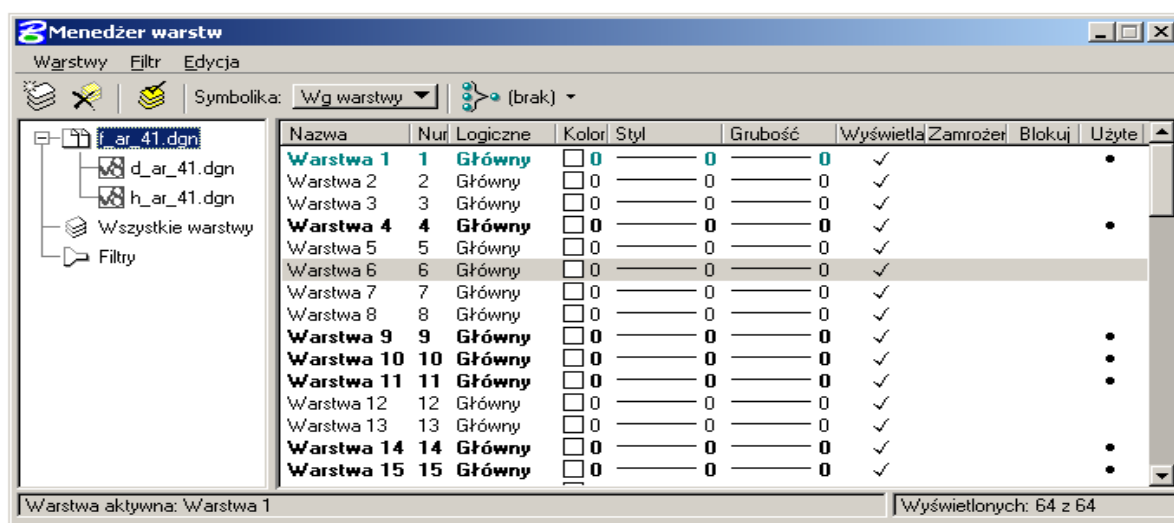 Menedżer warstw
Warstwy Filtr Edycja
Symbolika: Wg warstwy (brak)
f_ar_41.dgn
d_ar_41.dgn
h_ar_41.dgn
Wszystkie warstwy
Filtry
Nazwa Nur Logiczne Kolor Styl Grubość Wyświetla Zamrożer Blokuj Użyte
Warstwa 1 1 Główny 0 0 0
Warstwa 2 2 Główny 0 0 0
Warstwa 3 3 Główny 0 0 0
Warstwa 4 4 Główny 0 0 0
Warstwa 5 5 Główny 0 0 0
Warstwa 6 6 Główny 0 0 0
Warstwa 7 7 Główny 0 0 0
Warstwa 8 8 Główny 0 0 0
Warstwa 9 9 Główny 0 0 0
Warstwa 10 10 Główny 0 0 0
Warstwa 11 11 Główny 0 0 0
Warstwa 12 12 Główny 0 0 0
Warstwa 13 13 Główny 0 0 0
Warstwa 14 14 Główny 0 0 0
Warstwa 15 15 Główny 0 0 0
Warstwa aktywna: Warstwa 1 Wyświetlonych: 64 z 64